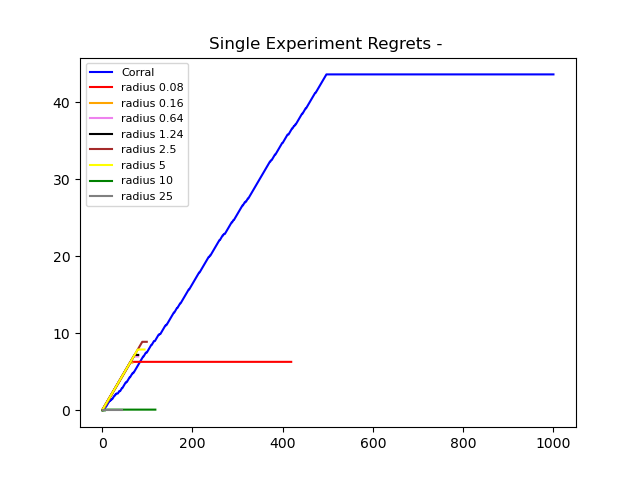 Single Experiment Regrets -
Corral
radius 0.08
radius 0.16
radius 0.64
radius 1.24
radius 2.5
radius 5
radius 10
radius 25
40
30
20
10
0
0 200 400 600 800 1000